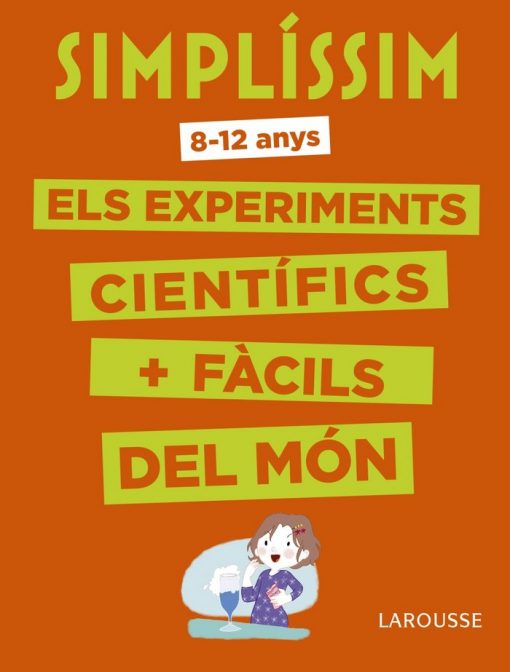 SIMPLÍSSIM
8-12 anys
ELS EXPERIMENTS
CIENTÍFICS
+ FÀCILS
DEL MÓN
LAROUSSE